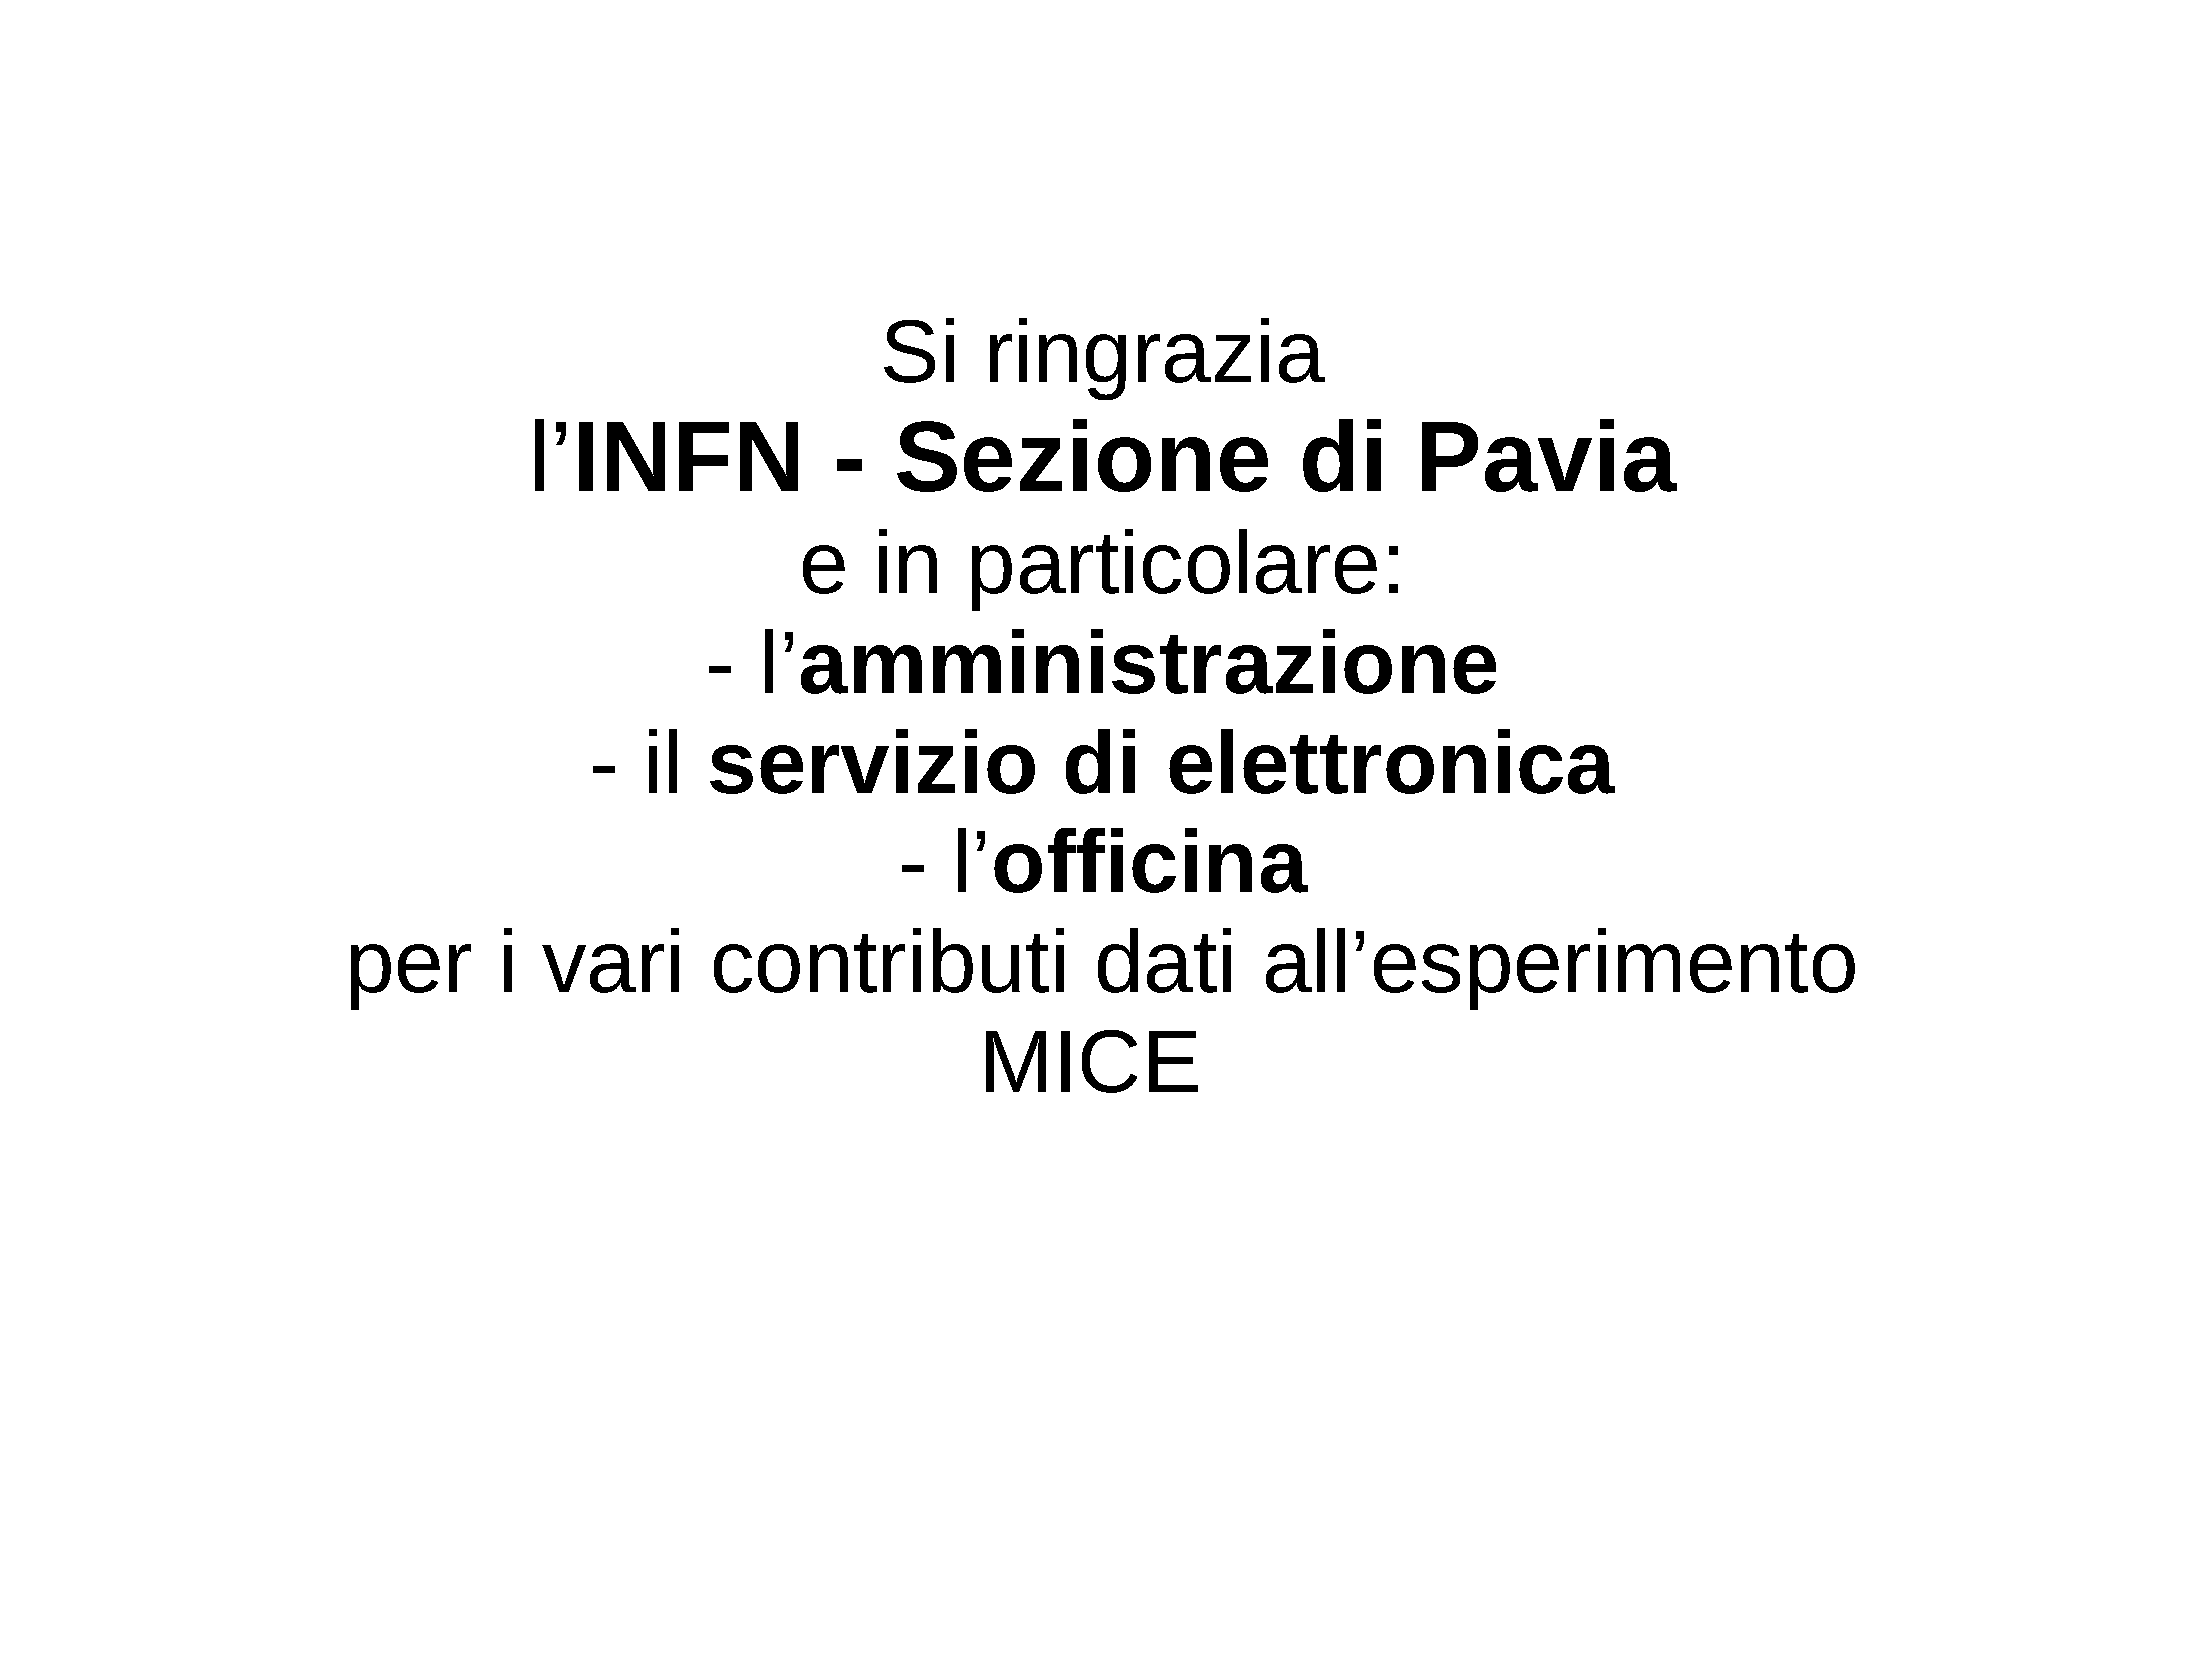 Si ringrazia
l’INFN - Sezione di Pavia
e in particolare:
- l’amministrazione
- il servizio di elettronica
- l’officina
per i vari contributi dati all’esperimento
MICE